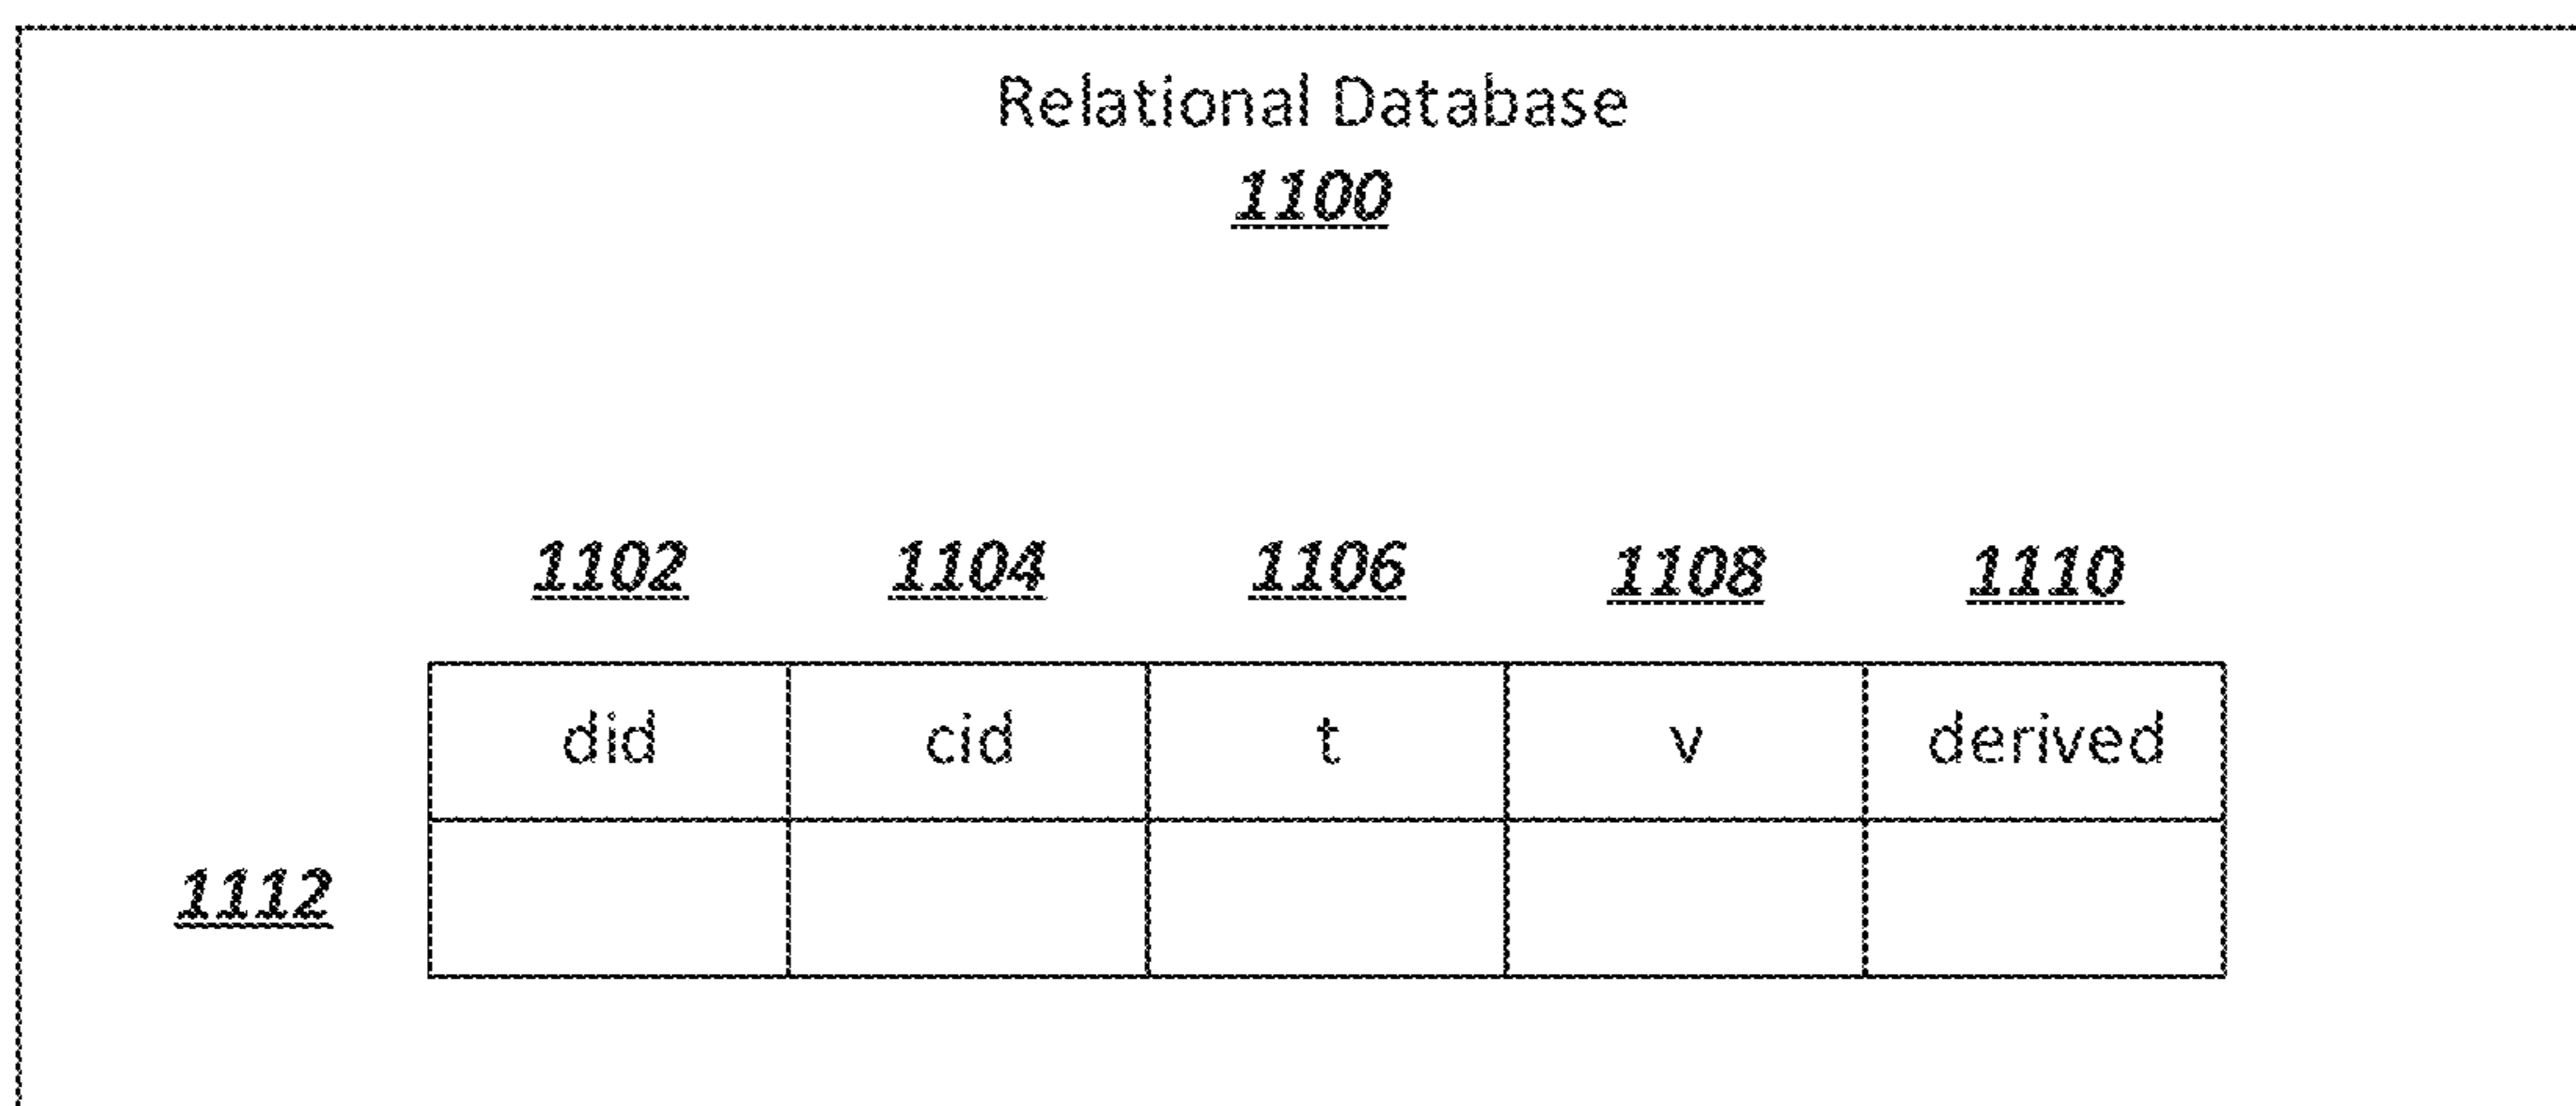 Relational Database
1100
1102 1104 1106 1108 1110
did cid t v derived
1112